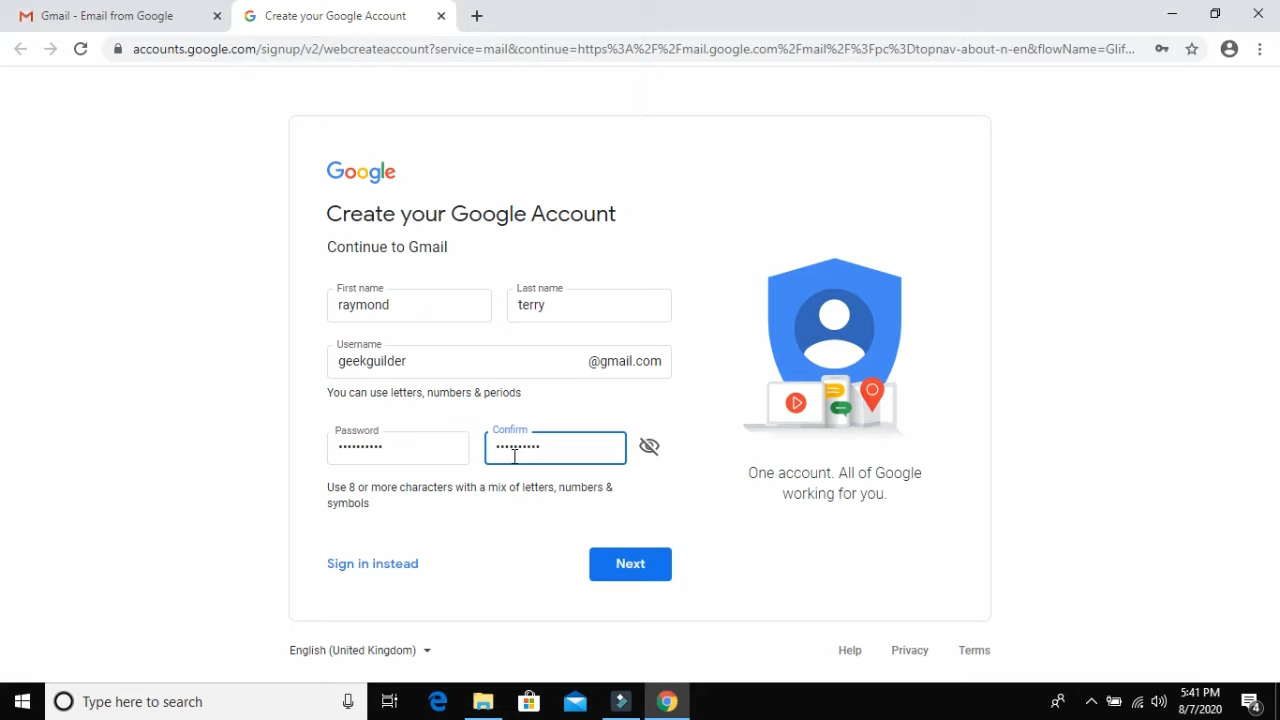 Gmail - Email from Google
Create your Google Account
accounts.google.com/signup/v2/webcreateaccount?service=mail&continue=https%3A%2F%2Fmail.google.com%2Fmail%2F%3Fpc%3Dtopnav-about-n-en&flowName=Glif...
Google
Create your Google Account
Continue to Gmail
First name
raymond
Last name
terry
Username
geekguilder
@gmail.com
You can use letters, numbers & periods
Password
••••••••••
Confirm
••••••••••
Use 8 or more characters with a mix of letters, numbers &
symbols
Sign in instead
Next
One account. All of Google
working for you.
English (United Kingdom)
Help
Privacy
Terms
Type here to search
5:41 PM
8/7/2020
4